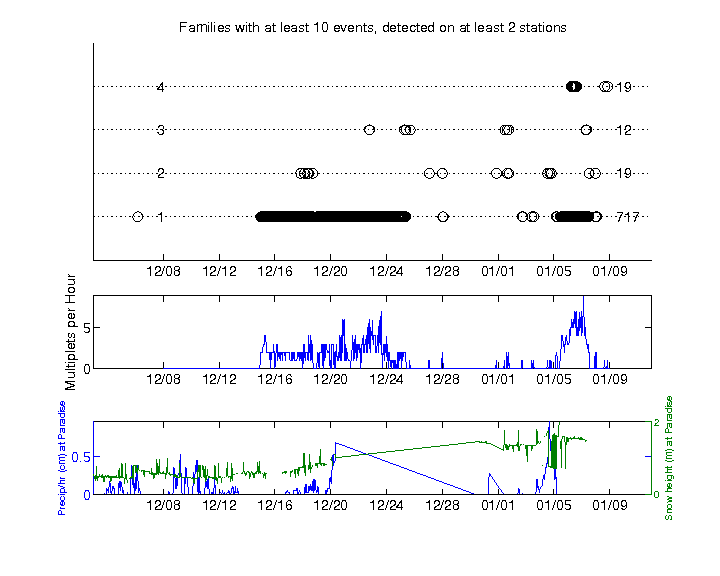 Families with at least 10 events, detected on at least 2 stations
4 19
3 12
2 19
1 717
12/08 12/12 12/16 12/20 12/24 12/28 01/01 01/05 01/09
Multiplets per Hour
5
0
12/08 12/12 12/16 12/20 12/24 12/28 01/01 01/05 01/09
Precip/hr (cm) at Paradise
0.5
0
2
1
0
Snow height (m) at Paradise
12/08 12/12 12/16 12/20 12/24 12/28 01/01 01/05 01/09